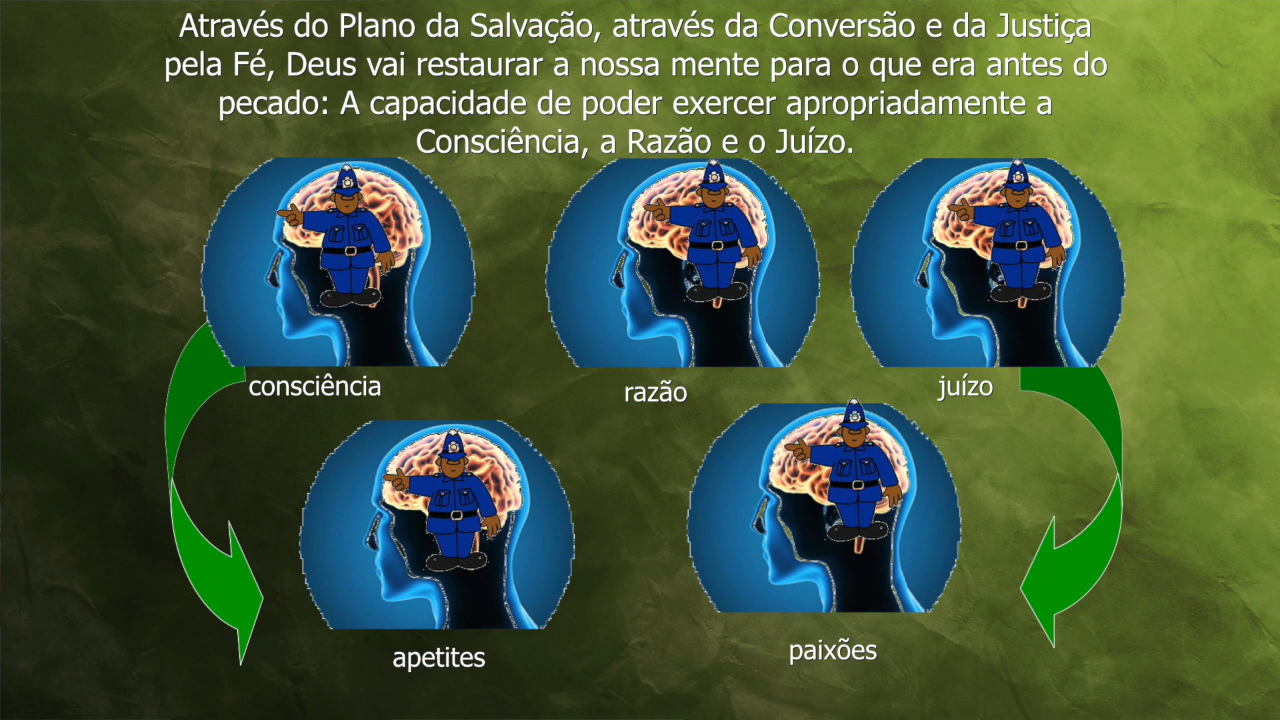 Através do Plano da Salvação, através da Conversão e da Justiça
pela Fé, Deus vai restaurar a nossa mente para o que era antes do
pecado: A capacidade de poder exercer apropriadamente a
Consciência, a Razão e o Juízo.
consciência
razão
juízo
apetites
paixões